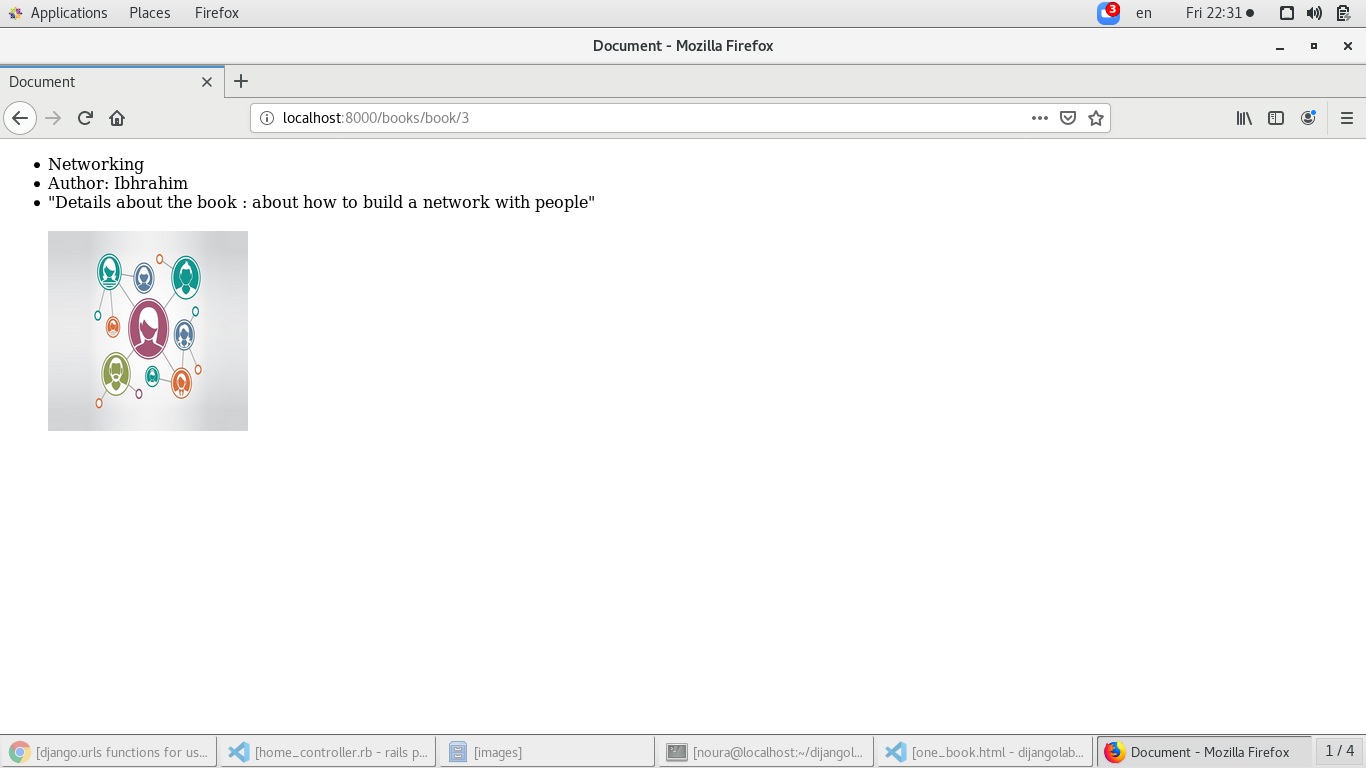 Applications Places Firefox 3 en Fri 22:31
Document - Mozilla Firefox
Document
localhost:8000/books/book/3
Networking
Author: Ibhrahim
"Details about the book : about how to build a network with people"
[django.urls functions for us... [home_controller.rb - rails p... [images] [noura@localhost:~/dijangol... [one_book.html - dijangolab... Document - Mozilla Firefox 1 / 4